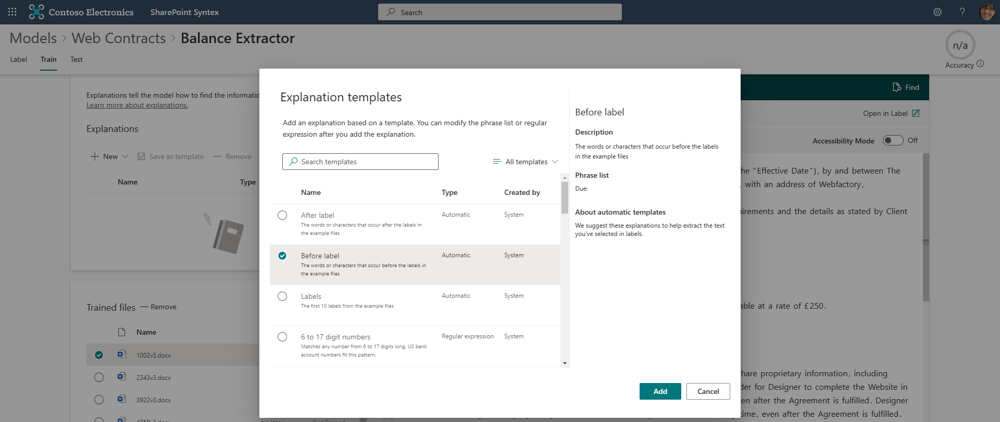 Contoso Electronics
SharePoint Syntex
Search
?
Models > Web Contracts > Balance Extractor
n/a
Accuracy
Label
Train
Test
Explanations tell the model how to find the informatio
Learn more about explanations.
Explanations
New
Save as template
Remove
Name
Type
Trained files
Remove
Name
1002v3.docx
2343v3.docx
3922v3.docx
Explanation templates
Add an explanation based on a template. You can modify the phrase list or regular
expression after you add the explanation.
Search templates
All templates
Name
Type
Created by
After label
Automatic
System
The words or characters that occur after the labels in
the example files
Before label
Automatic
System
The words or characters that occur before the labels in
the example files
Labels
Automatic
System
The first 10 labels from the example files
6 to 17 digit numbers
Regular expression
System
Matches any number from 6 to 17 digits long. US bank
account numbers fit this pattern.
Before label
Description
The words or characters that occur before the labels
in the example files
Phrase list
Due:
About automatic templates
We suggest these explanations to help extract the text
you've selected in labels.
Add
Cancel
Find
Open in Label
Accessibility Mode
Off
he “Effective Date”), by and between The
, with an address of Webfactory,
irements and the details as stated by Client
able at a rate of £250.
hare proprietary information, including
der for Designer to complete the Website in
en after the Agreement is fulfilled. Designer
time, even after the Agreement is fulfilled.